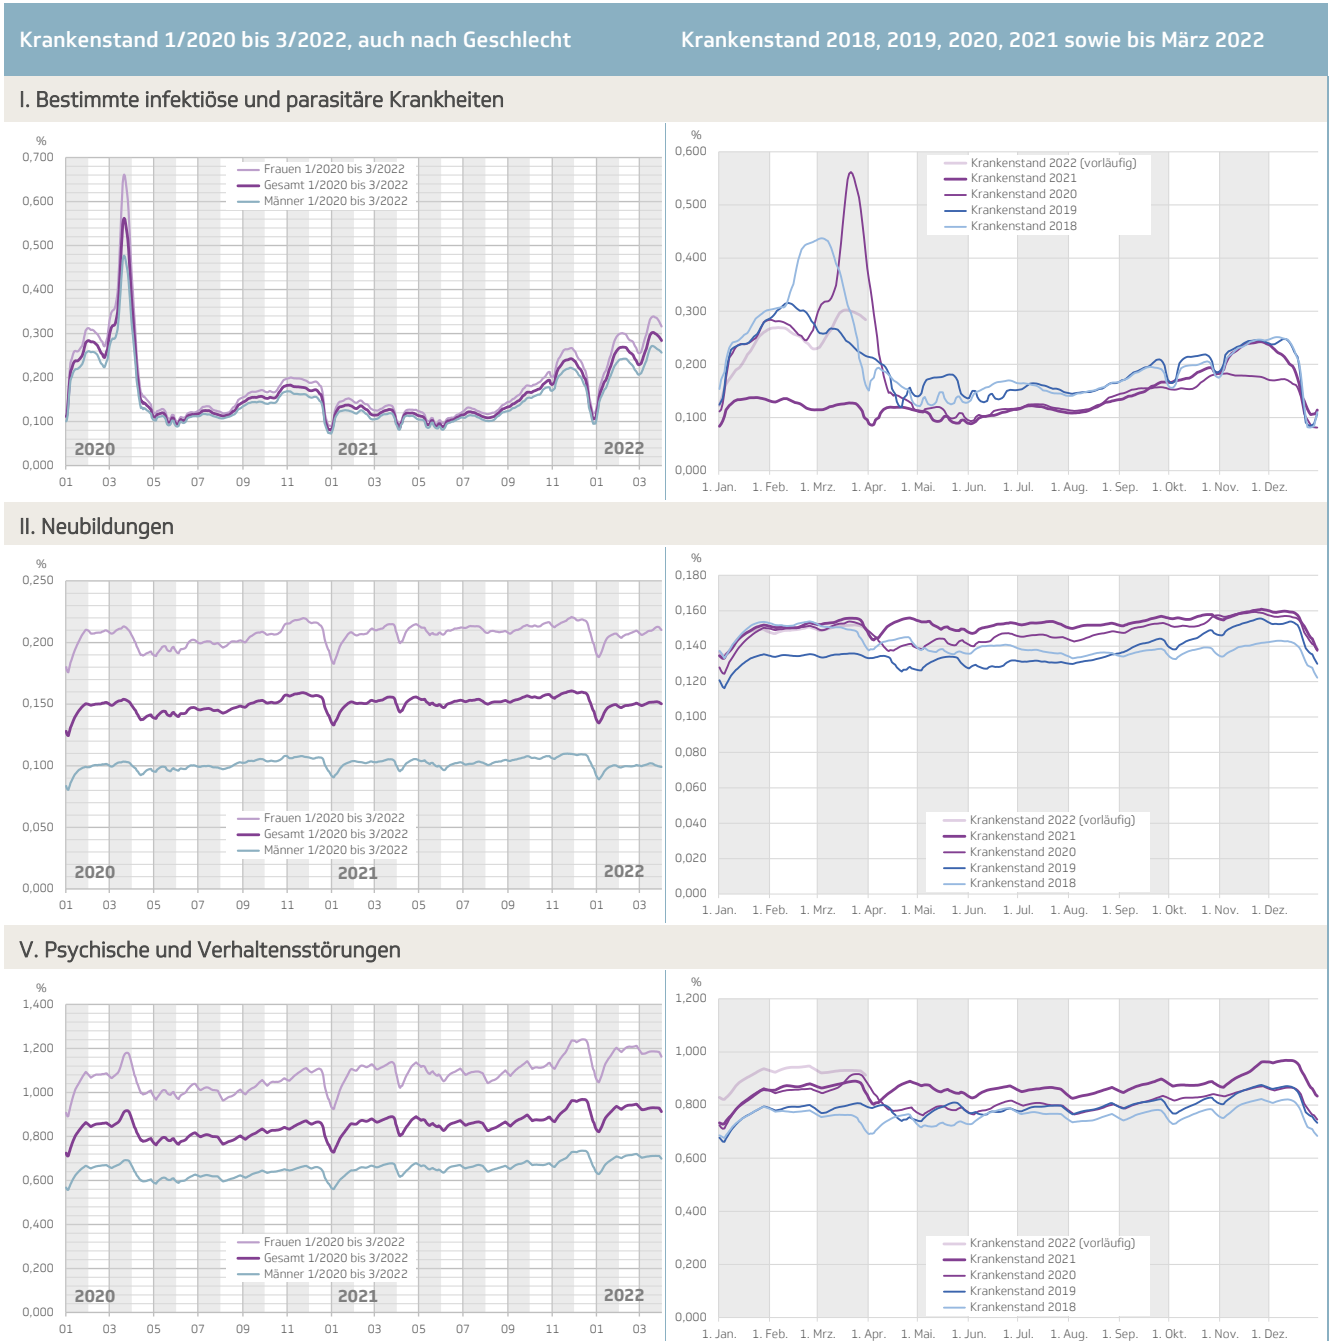 Krankenstand 1/2020 bis 3/2022, auch nach Geschlecht
Krankenstand 2018, 2019, 2020, 2021 sowie bis März 2022
I. Bestimmte infektiöse und parasitäre Krankheiten
%
0,700
0,600
0,500
0,400
0,300
0,200
0,100
0,000
Frauen 1/2020 bis 3/2022
Gesamt 1/2020 bis 3/2022
Männer 1/2020 bis 3/2022
2020 2021 2022
01 03 05 07 09 11 01 03 05 07 09 11 01 03
%
0,600
0,500
0,400
0,300
0,200
0,100
0,000
Krankenstand 2022 (vorläufig)
Krankenstand 2021
Krankenstand 2020
Krankenstand 2019
Krankenstand 2018
1. Jan. 1. Feb. 1. Mrz. 1. Apr. 1. Mai. 1. Jun. 1. Jul. 1. Aug. 1. Sep. 1. Okt. 1. Nov. 1. Dez.
II. Neubildungen
%
0,250
0,200
0,150
0,100
0,050
0,000
Frauen 1/2020 bis 3/2022
Gesamt 1/2020 bis 3/2022
Männer 1/2020 bis 3/2022
2020 2021 2022
01 03 05 07 09 11 01 03 05 07 09 11 01 03
%
0,180
0,160
0,140
0,120
0,100
0,080
0,060
0,040
0,020
0,000
Krankenstand 2022 (vorläufig)
Krankenstand 2021
Krankenstand 2020
Krankenstand 2019
Krankenstand 2018
1. Jan. 1. Feb. 1. Mrz. 1. Apr. 1. Mai. 1. Jun. 1. Jul. 1. Aug. 1. Sep. 1. Okt. 1. Nov. 1. Dez.
V. Psychische und Verhaltensstörungen
%
1,400
1,200
1,000
0,800
0,600
0,400
0,200
0,000
Frauen 1/2020 bis 3/2022
Gesamt 1/2020 bis 3/2022
Männer 1/2020 bis 3/2022
2020 2021 2022
01 03 05 07 09 11 01 03 05 07 09 11 01 03
%
1,200
1,000
0,800
0,600
0,400
0,200
0,000
Krankenstand 2022 (vorläufig)
Krankenstand 2021
Krankenstand 2020
Krankenstand 2019
Krankenstand 2018
1. Jan. 1. Feb. 1. Mrz. 1. Apr. 1. Mai. 1. Jun. 1. Jul. 1. Aug. 1. Sep. 1. Okt. 1. Nov. 1. Dez.